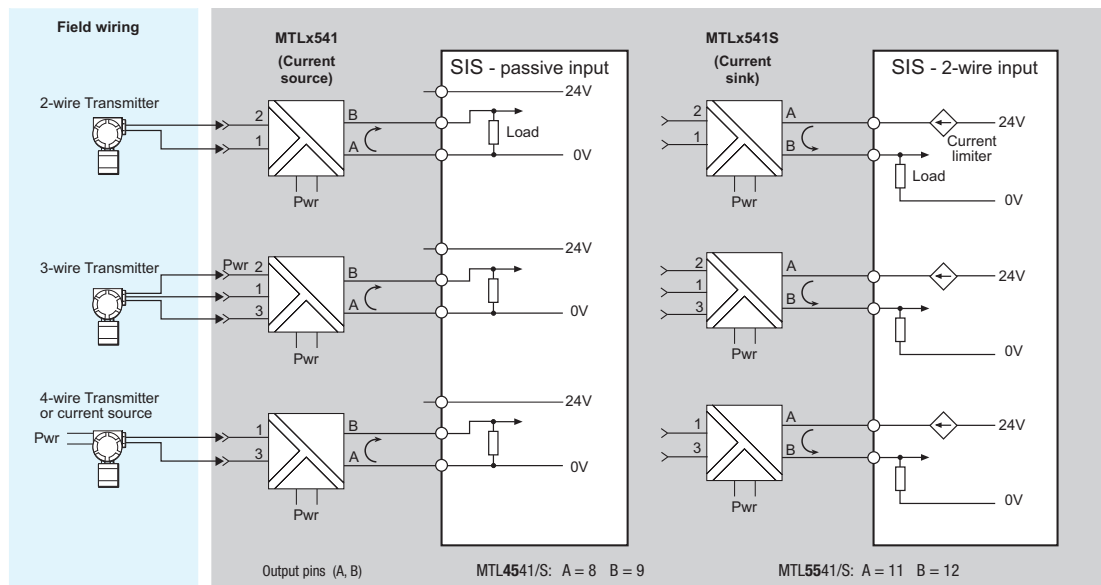 Field wiring
MTLx541
(Current
source)
SIS - passive input
MTLx541S
(Current
sink)
SIS - 2-wire input
2-wire Transmitter
2
1
B
A
Pwr
24V
Load
0V
2
1
A
B
Pwr
24V
Current
limiter
Load
0V
3-wire Transmitter
Pwr 2
1
3
B
A
Pwr
24V
0V
2
1
3
A
B
Pwr
24V
0V
4-wire Transmitter
or current source
Pwr
1
3
B
A
Pwr
24V
0V
1
3
A
B
Pwr
24V
0V
Output pins (A, B)
MTL4541/S: A = 8 B = 9
MTL5541/S: A = 11 B = 12